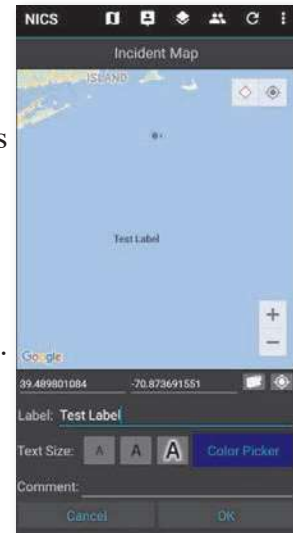 NICS
Incident Map
ISLAND
s
Test Label
.
Google
39.489801084 -70.873691551
Label: Test Label
Text Size: A A A Color Picker
Comment:
Cancel OK